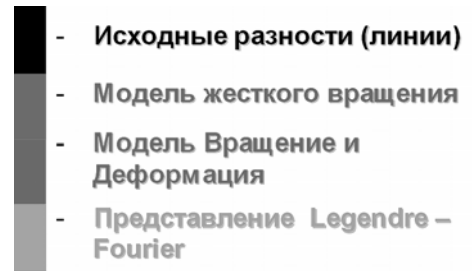 - Исходные разности (линии)
- Модель жесткого вращения
- Модель Вращение и
Деформация
- Представление Legendre –
Fourier